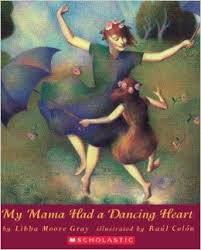 My Mama Had a Dancing Heart
by Libba Moore Gray illustrated by Raúl Colón
SCHOLASTIC